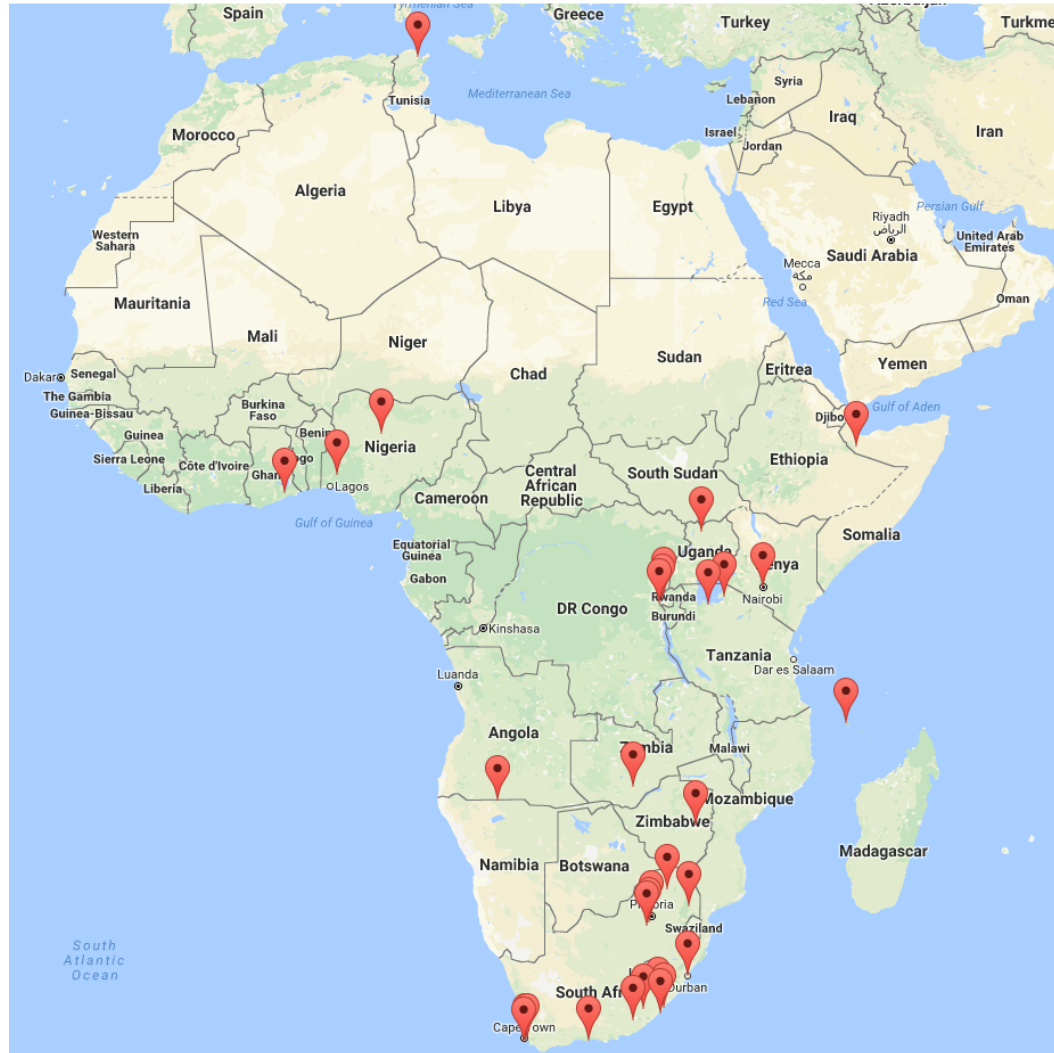 Tyrrhenian Sea
Azerbaijan
Spain
Greece
Turkey
Turkme
Syria
Tunisia
Mediterranean Sea
Lebanon
Iraq
Iran
Morocco
Israel
Jordan
Algeria
Libya
Egypt
Persian Gulf
Riyadh
الرياض
Western
Sahara
United Arab
Emirates
Mecca
مكة
Saudi Arabia
Mauritania
Red Sea
Oman
Mali
Niger
Sudan
Yemen
Chad
Eritrea
Dakar
Senegal
The Gambia
Guinea-Bissau
Burkina
Faso
Gulf of Aden
Djibo
Guinea
Benin
Nigeria
Sierra Leone
Côte d'Ivoire
Ghan
ogo
South Sudan
Ethiopia
Liberia
Lagos
Central
African
Republic
Cameroon
Gulf of Guinea
Somalia
Equatorial
Guinea
Uganda
enya
Gabon
Rwanda
Nairobi
DR Congo
Burundi
Kinshasa
Tanzania
Dar es Salaam
Luanda
Angola
Zambia
Malawi
Mozambique
Zimbabwe
Namibia
Botswana
Madagascar
Pretoria
Swaziland
South
Atlantic
Ocean
South Afri
Durban
Cape Town